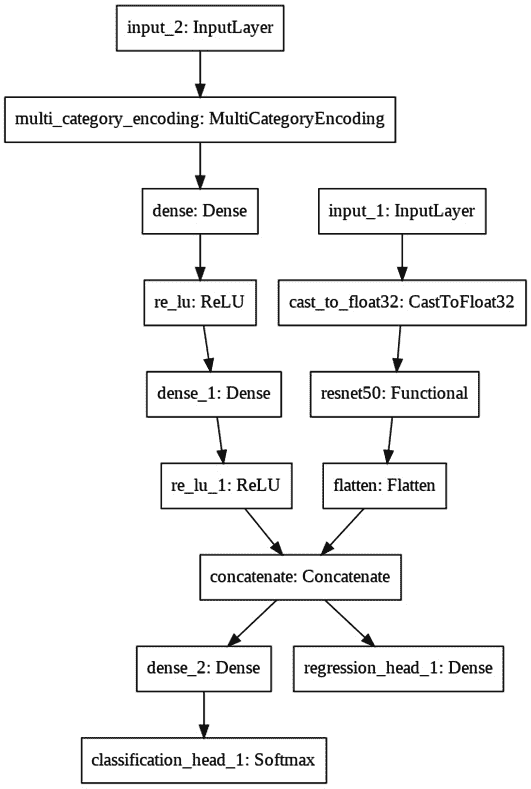 input_2: InputLayer
multi_category_encoding: MultiCategoryEncoding
dense: Dense
input_1: InputLayer
re_lu: ReLU
cast_to_float32: CastToFloat32
dense_1: Dense
resnet50: Functional
re_lu_1: ReLU
flatten: Flatten
concatenate: Concatenate
dense_2: Dense
regression_head_1: Dense
classification_head_1: Softmax